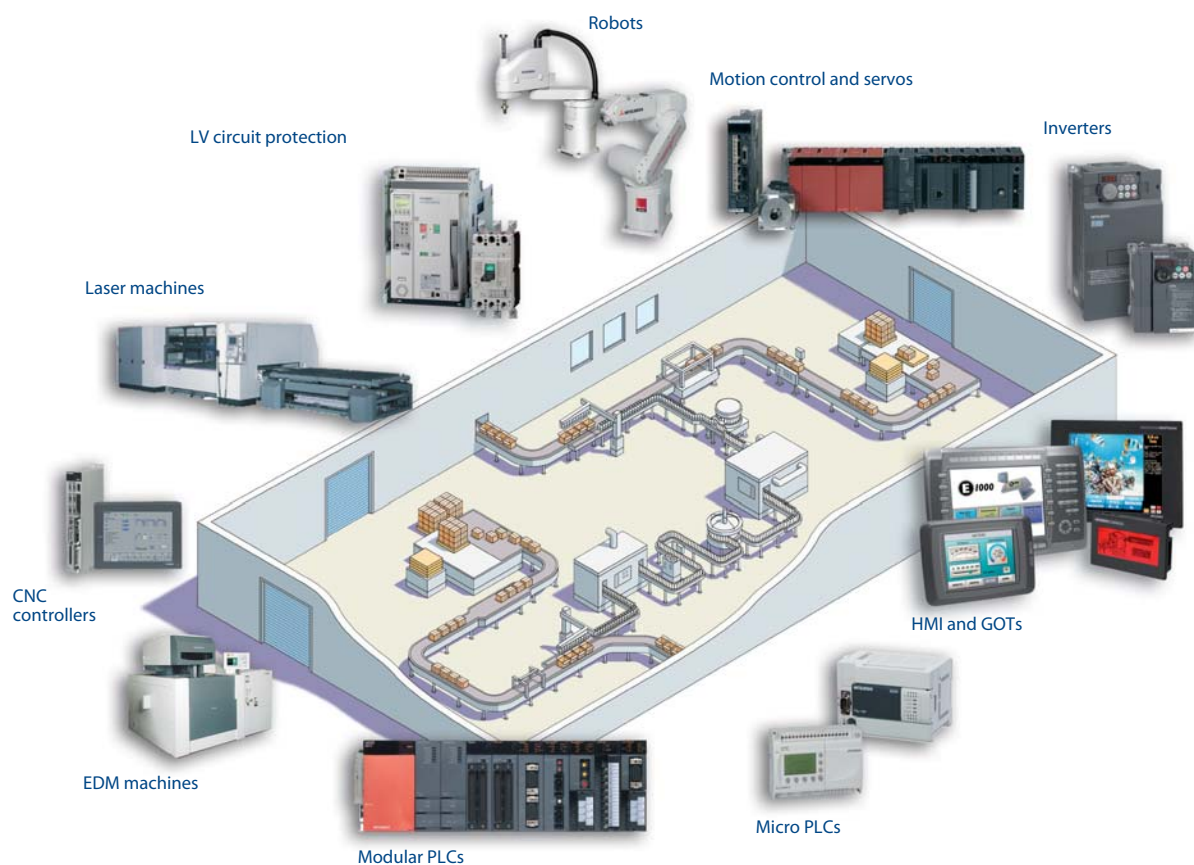 Robots
Motion control and servos
LV circuit protection
Inverters
Laser machines
E1000
CNC
controllers
HMI and GOTs
EDM machines
Micro PLCs
Modular PLCs